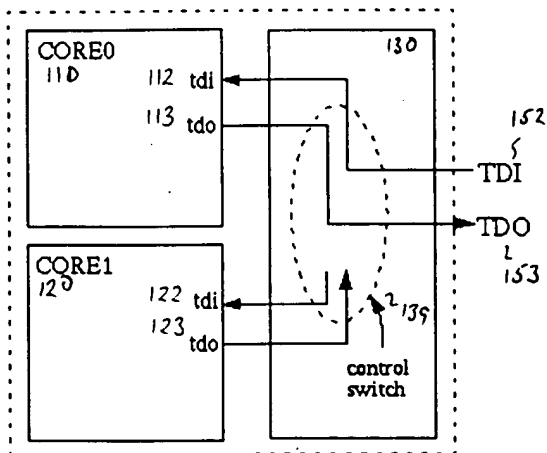 CORE0
110
112 tdi
113 tdo
130
152
TDI
TDO
153
CORE1
120
122 tdi
123 tdo
139
control
switch